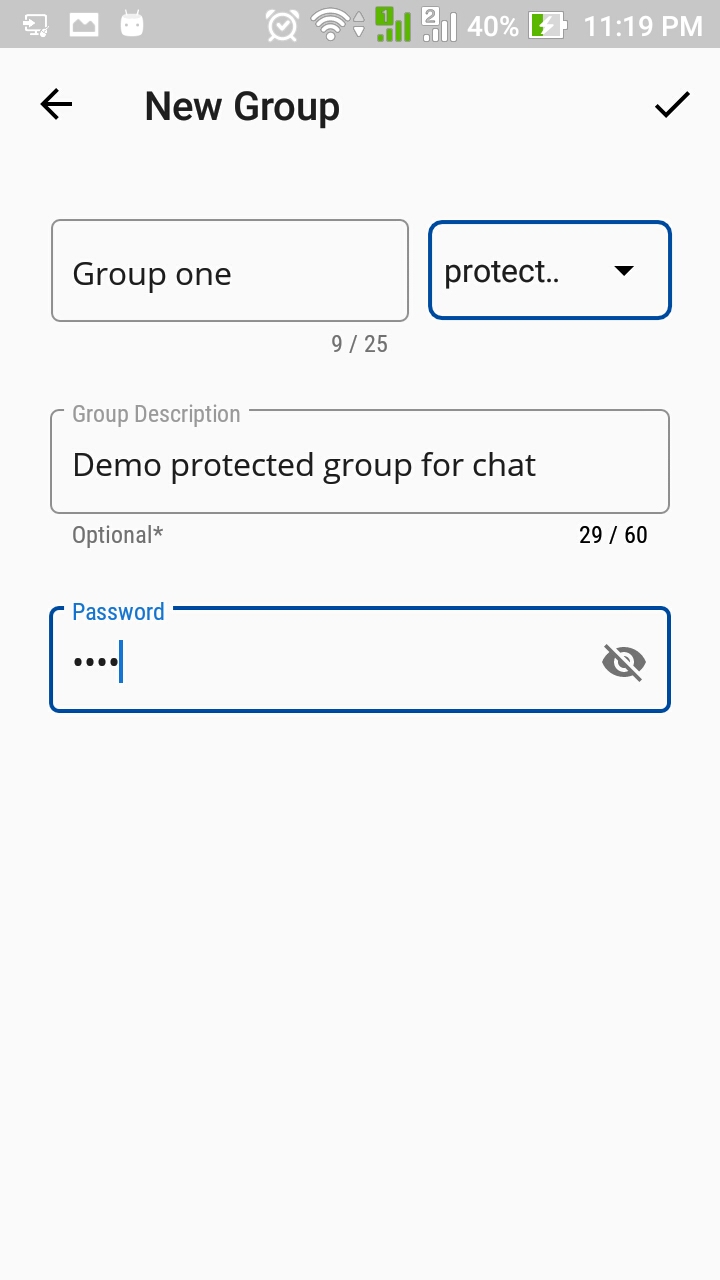 1 2 40% 11:19 PM
New Group
Group one protect..
9 / 25
Group Description
Demo protected group for chat
Optional* 29 / 60
Password
••••